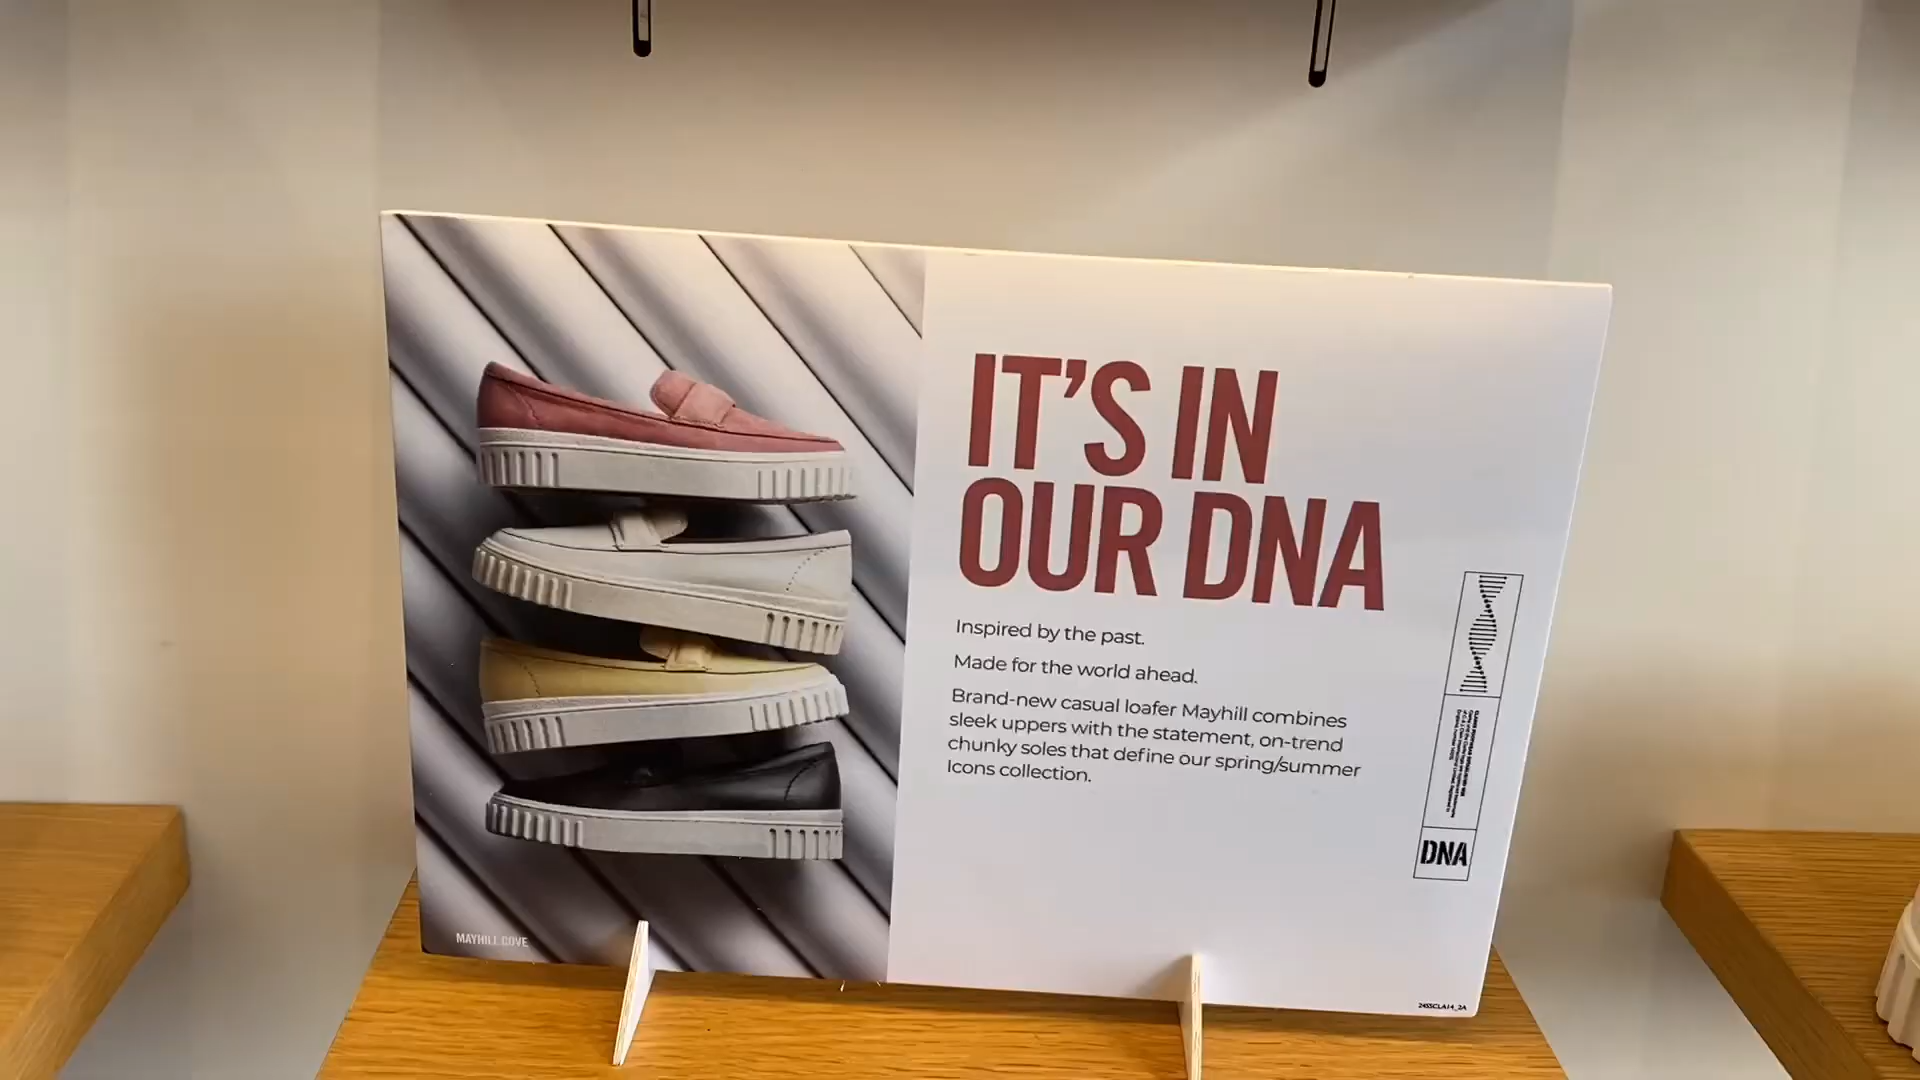 IT'S IN
OUR DNA
Inspired by the past.
Made for the world ahead.
Brand-new casual loafer Mayhill combines
sleek uppers with the statement, on-trend
chunky soles that define our spring/summer
Icons collection.
DNA
MAYHILL COVE
24SSCLA14_2A